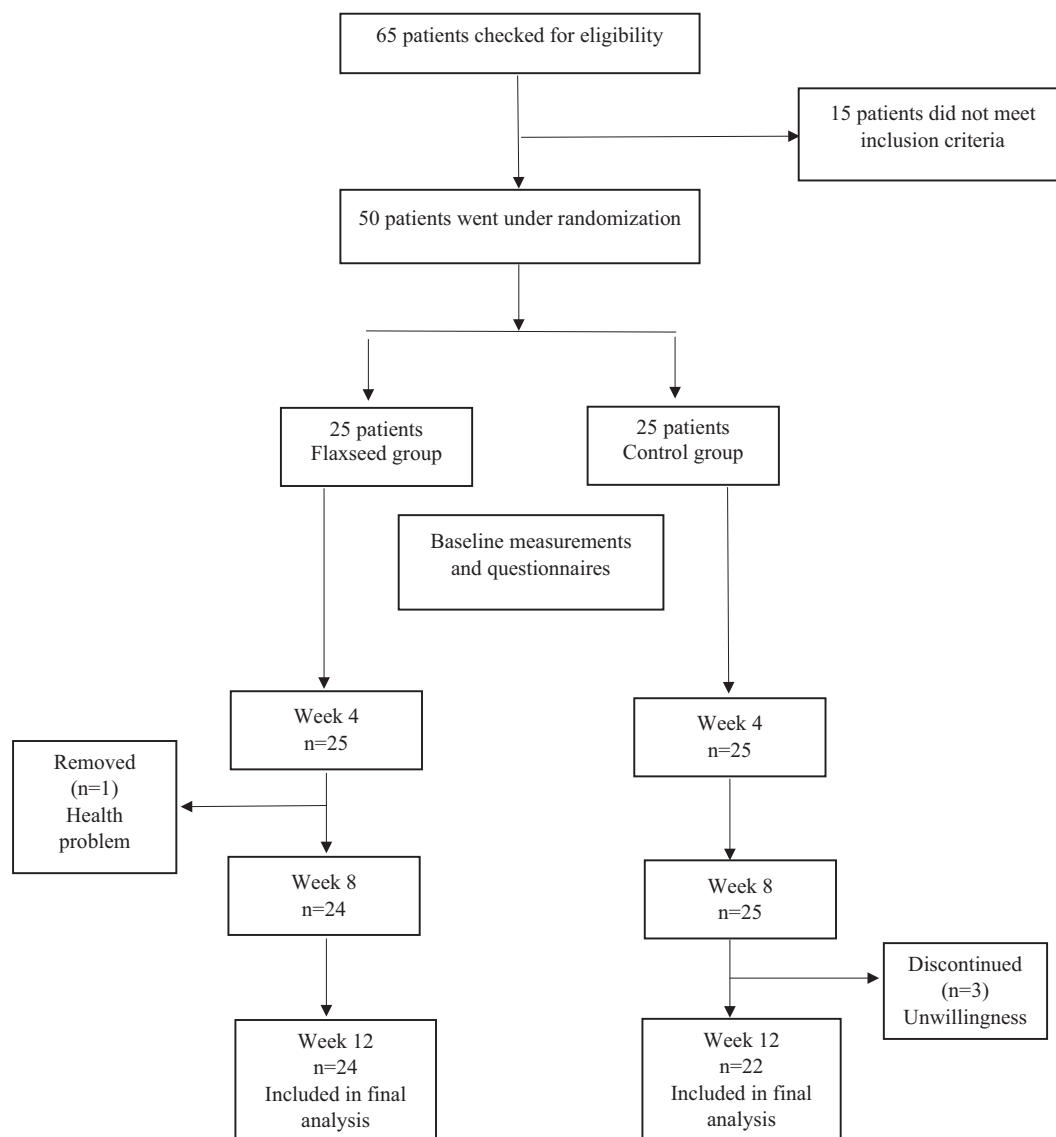 65 patients checked for eligibility
15 patients did not meet
inclusion criteria
50 patients went under randomization
25 patients
Flaxseed group
25 patients
Control group
Baseline measurements
and questionnaires
Week 4
n=25
Week 4
n=25
Removed
(n=1)
Health
problem
Week 8
n=24
Week 8
n=25
Discontinued
(n=3)
Unwillingness
Week 12
n=24
Included in final
analysis
Week 12
n=22
Included in final
analysis